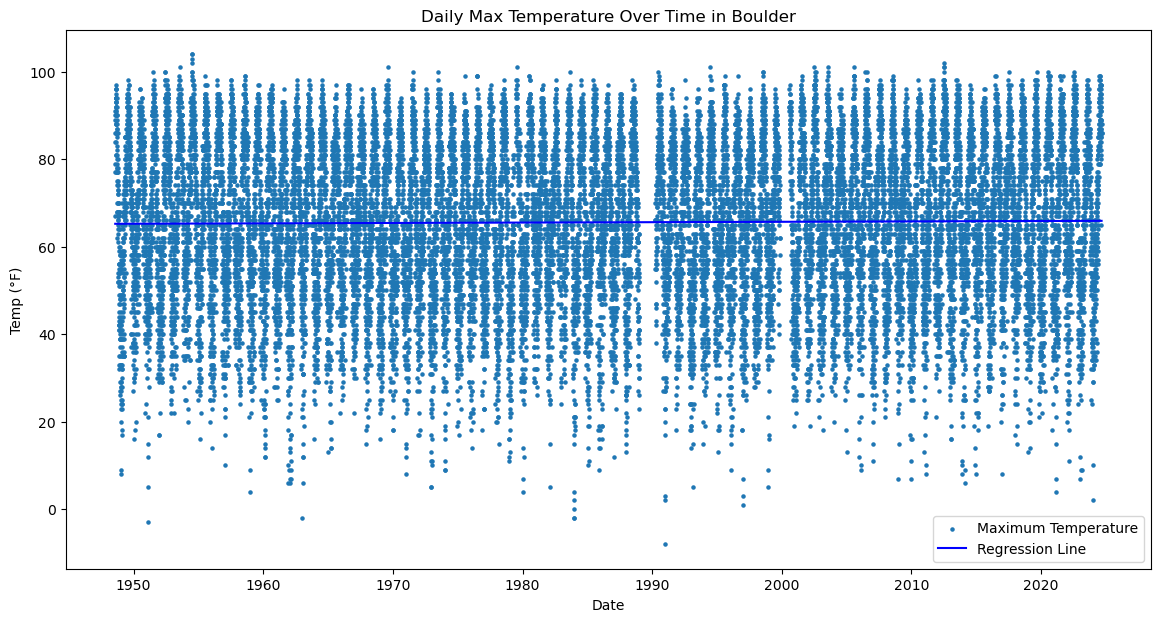 Daily Max Temperature Over Time in Boulder
Temp (°F)
100
80
60
40
20
0
1950 1960 1970 1980 1990 2000 2010 2020
Date
Maximum Temperature
Regression Line